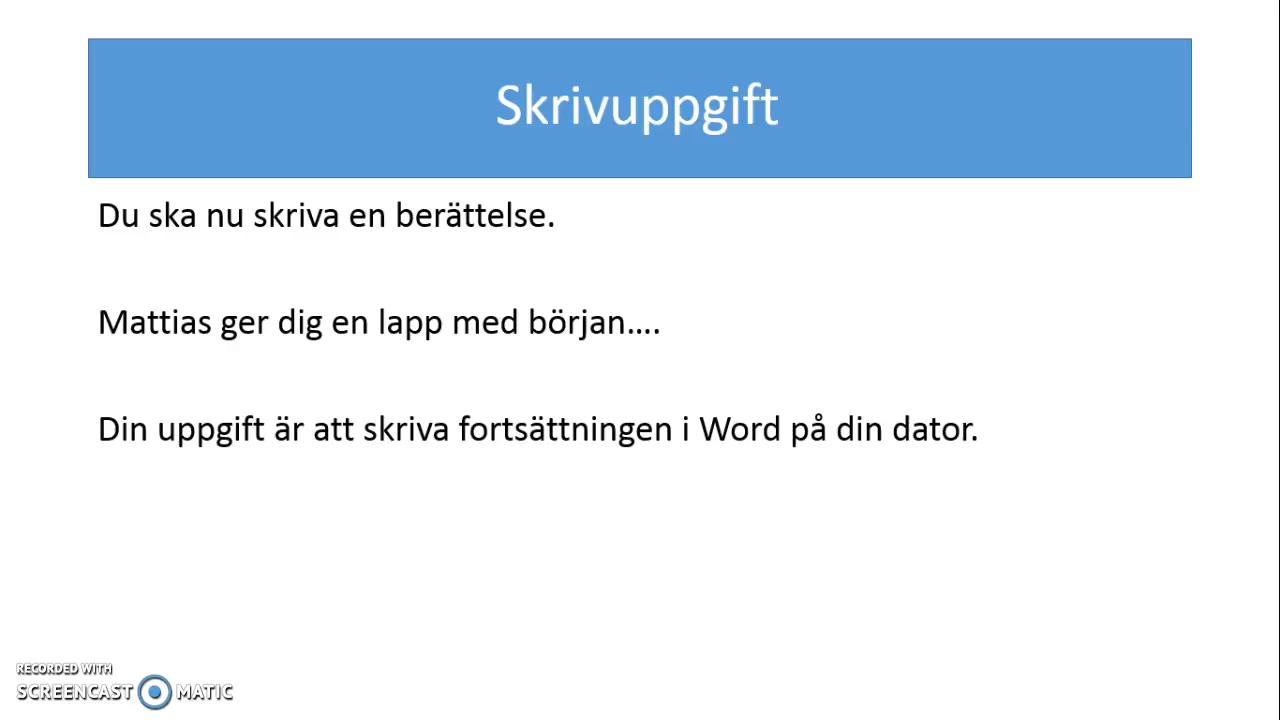 Skrivuppgift
Du ska nu skriva en berättelse.
Mattias ger dig en lapp med början....
Din uppgift är att skriva fortsättningen i Word på din dator.
RECORDED WITH
SCREENCAST MATIC